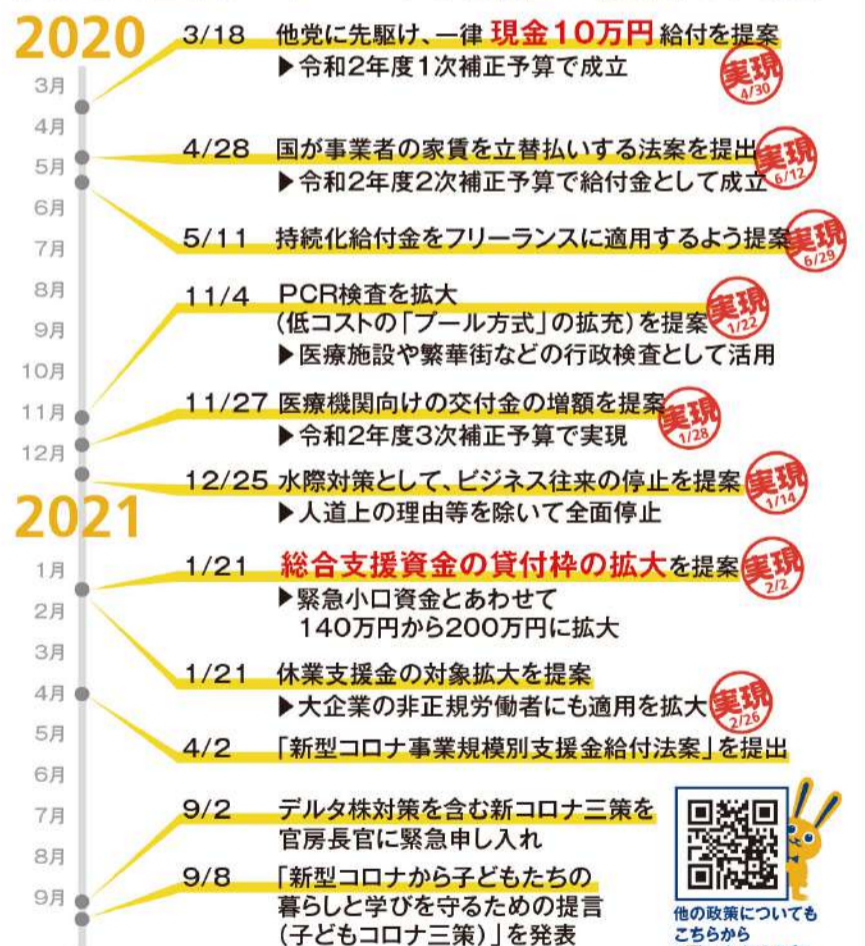 2020
3月
4月
5月
6月
7月
8月
9月
10月
11月
12月
3/18 他党に先駆け、一律 現金10万円 給付を提案
▶令和2年度1次補正予算で成立
実現
4/30
4/28 国が事業者の家賃を立替払いする法案を提出
▶令和2年度2次補正予算で給付金として成立
実現
6/12
5/11 持続化給付金をフリーランスに適用するよう提案
実現
6/29
11/4 PCR検査を拡大
(低コストの「プール方式」の拡充)を提案
▶医療施設や繁華街などの行政検査として活用
実現
1/22
11/27 医療機関向けの交付金の増額を提案
▶令和2年度3次補正予算で実現
実現
1/28
12/25 水際対策として、ビジネス往来の停止を提案
▶人道上の理由等を除いて全面停止
実現
1/14
2021
1月
2月
3月
4月
5月
6月
7月
8月
9月
1/21 総合支援資金の貸付枠の拡大を提案
▶緊急小口資金とあわせて
140万円から200万円に拡大
実現
2/2
1/21 休業支援金の対象拡大を提案
▶大企業の非正規労働者にも適用を拡大
実現
2/26
4/2 「新型コロナ事業規模別支援金給付法案」を提出
9/2 デルタ株対策を含む新コロナ三策を
官房長官に緊急申し入れ
9/8 「新型コロナから子どもたちの
暮らしと学びを守るための提言
(子どもコロナ三策)」を発表
他の政策についても
こちらから